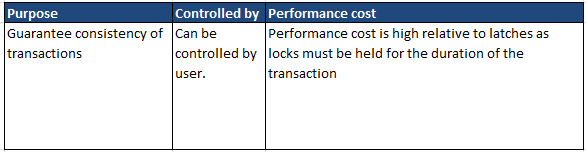 Purpose Controlled by Performance cost
Guarantee consistency of transactions
Can be controlled by user.
Performance cost is high relative to latches as locks must be held for the duration of the transaction